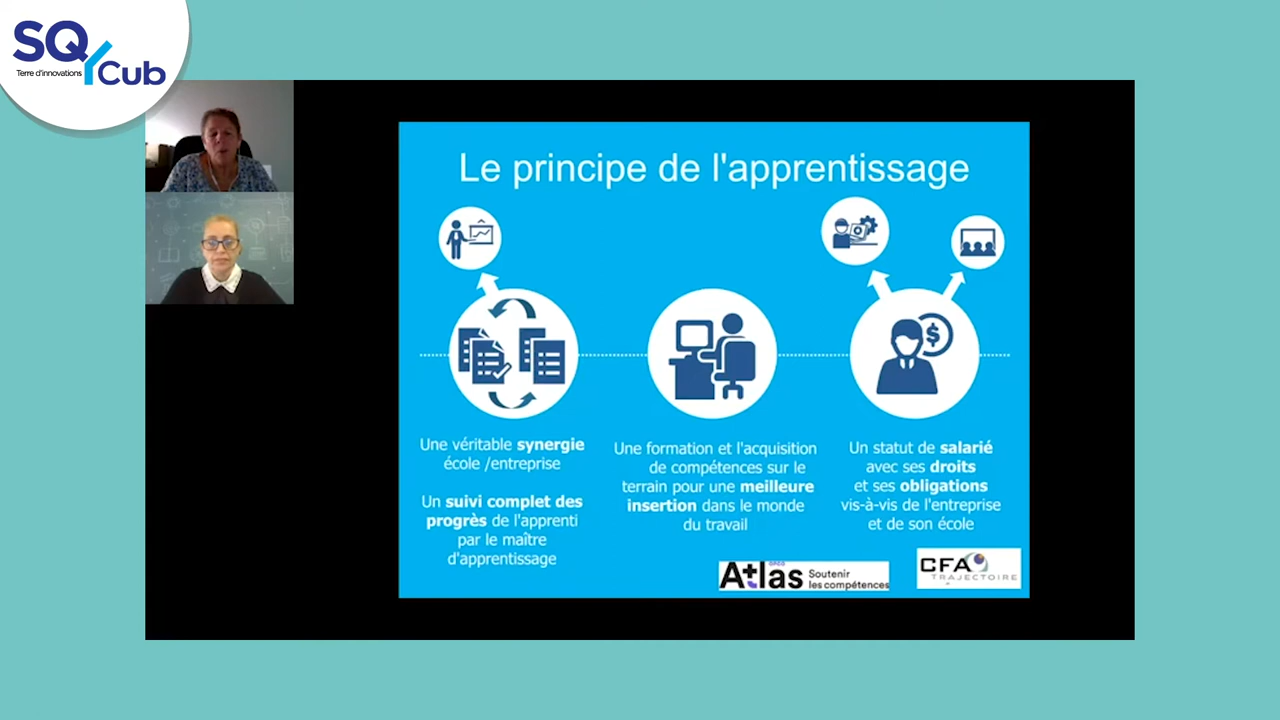 SQY
Cub
Terre d'innovations
Le principe de l'apprentissage
$
Une véritable synergie
école /entreprise
Un suivi complet des
progrès de l'apprenti
par le maître
d'apprentissage
Une formation et l'acquisition
de compétences sur le
terrain pour une meilleure
insertion dans le monde
du travail
Un statut de salarié
avec ses droits
et ses obligations
vis-à-vis de l'entreprise
et de son école
OPCO
Atlas
Soutenir
les compétences
CFA
TRAJECTOIRE